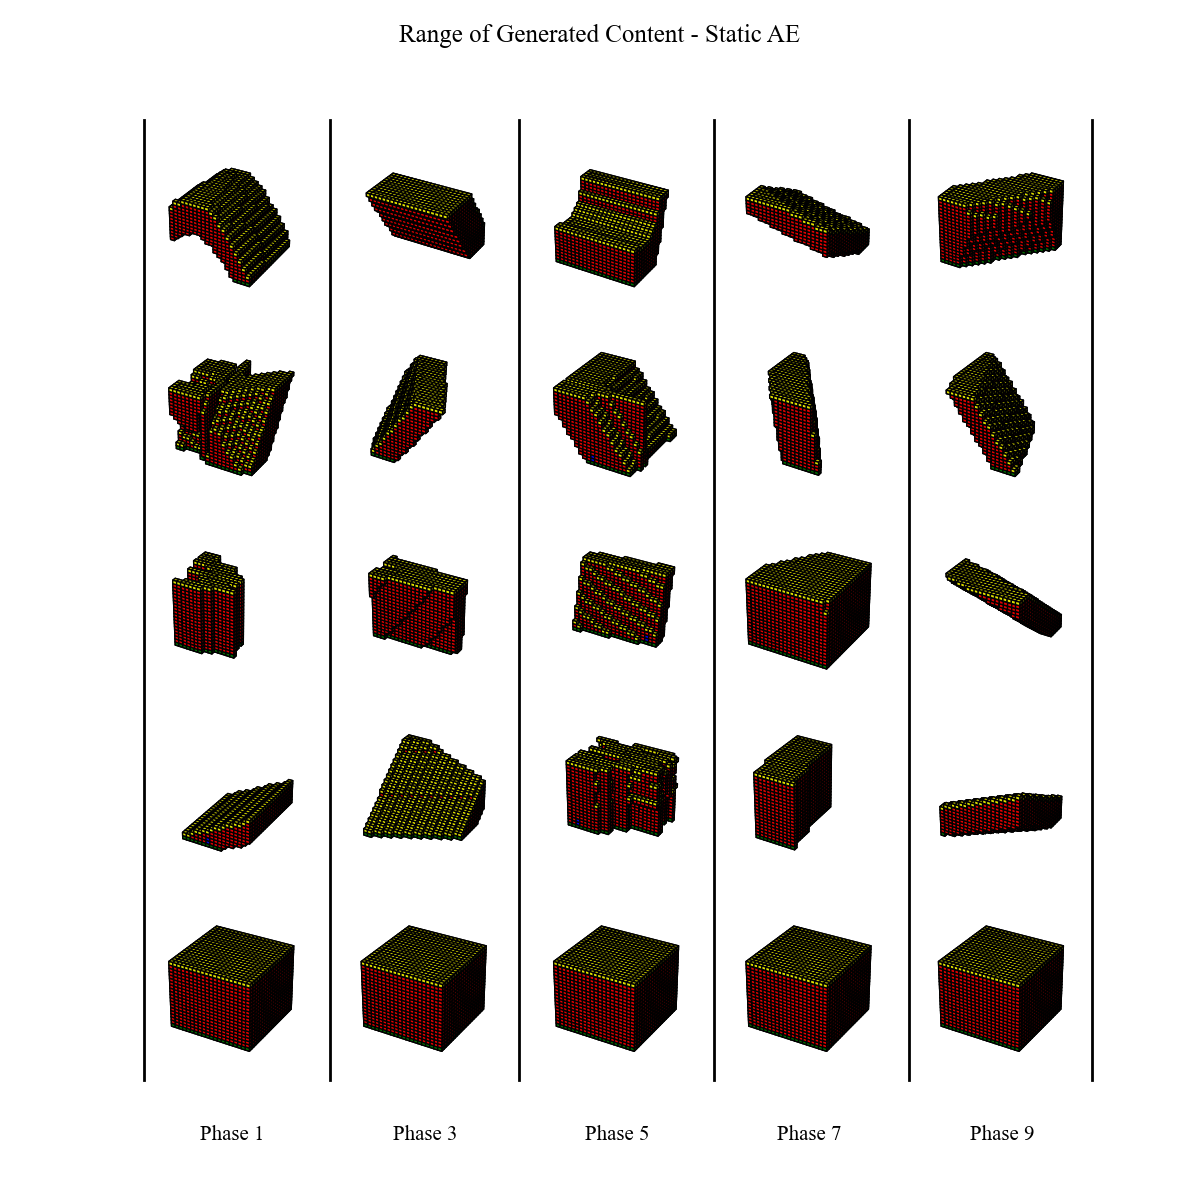 Range of Generated Content - Static AE
Phase 1
Phase 3
Phase 5
Phase 7
Phase 9